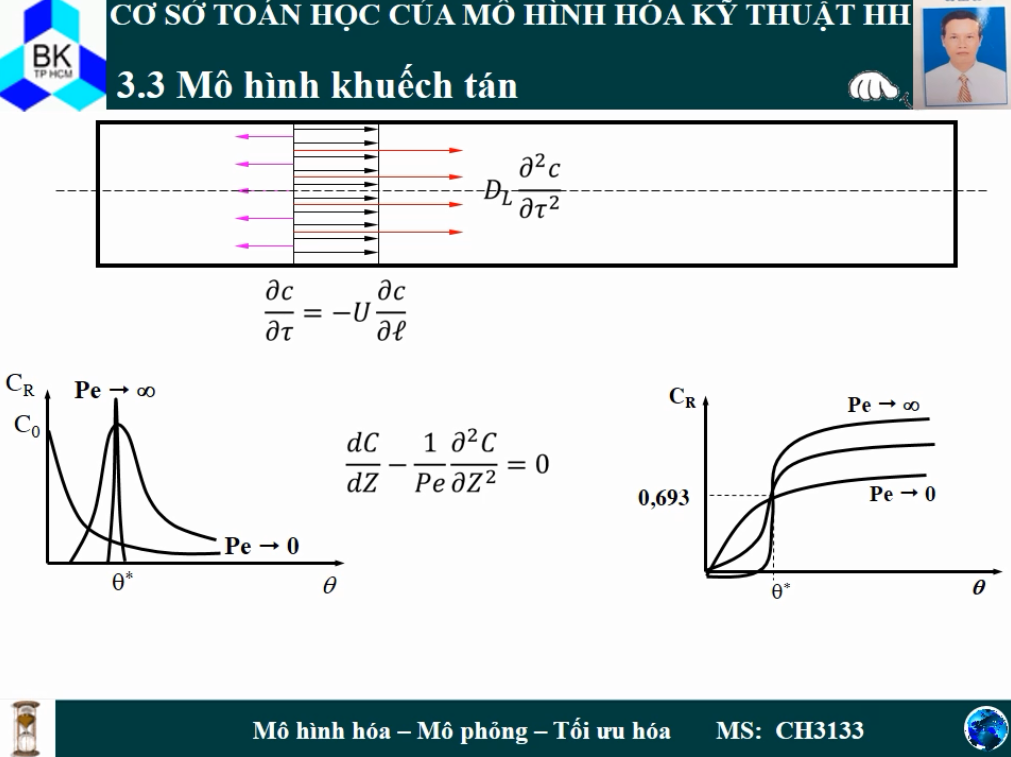 CƠ SỞ TOÁN HỌC CỦA MÔ HÌNH HÓA KỸ THUẬT HH
BK
TP HCM
3.3 Mô hình khuếch tán
D_L ∂²c/∂τ²
∂c/∂τ = −U ∂c/∂ℓ
C_R
Pe → ∞
C_0
dC/dZ − 1/Pe ∂²C/∂Z² = 0
Pe → 0
θ*
θ
C_R
Pe → ∞
0,693
Pe → 0
θ*
θ
Mô hình hóa – Mô phỏng – Tối ưu hóa MS: CH3133